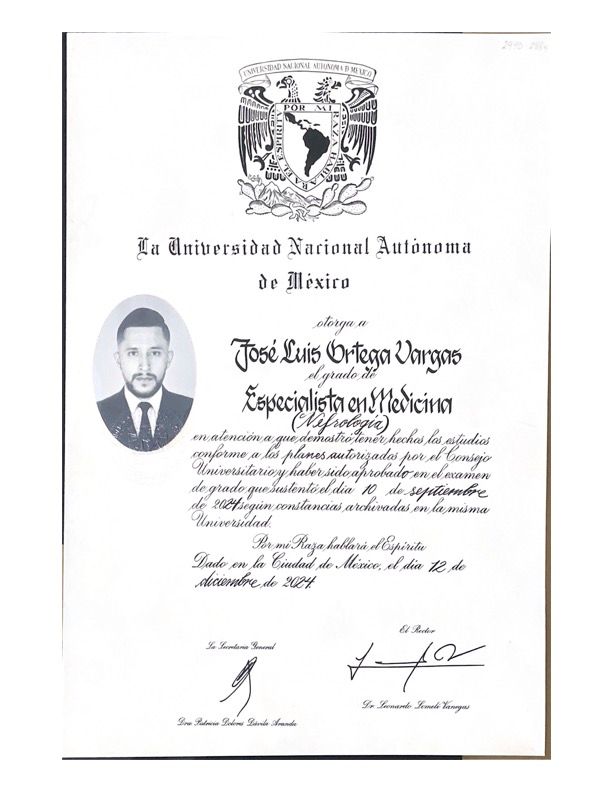 UNIVERSIDAD NACIONAL AUTÓNOMA D MEXICO
POR MI RAZA HABLARA EL ESPIRITU
La Universidad Nacional Autónoma
de México
otorga a
José Luis Ortega Vargas
el grado de
Especialista en Medicina
(Nefrología)
en atención a que demostró tener hechos los estudios
conforme a los planes autorizados por el Consejo
Universitario y haber sido aprobado en el examen
de grado que sustentó el día 10 de septiembre
de 2024 según constancias archivadas en la misma
Universidad.
Por mi Raza hablará el Espíritu
Dado en la Ciudad de México, el día 12 de
diciembre de 2024.
El Rector
La Secretaria General
Dr. Leonardo Lomelí Vanegas
Dra. Patricia Dolores Dávila Aranda